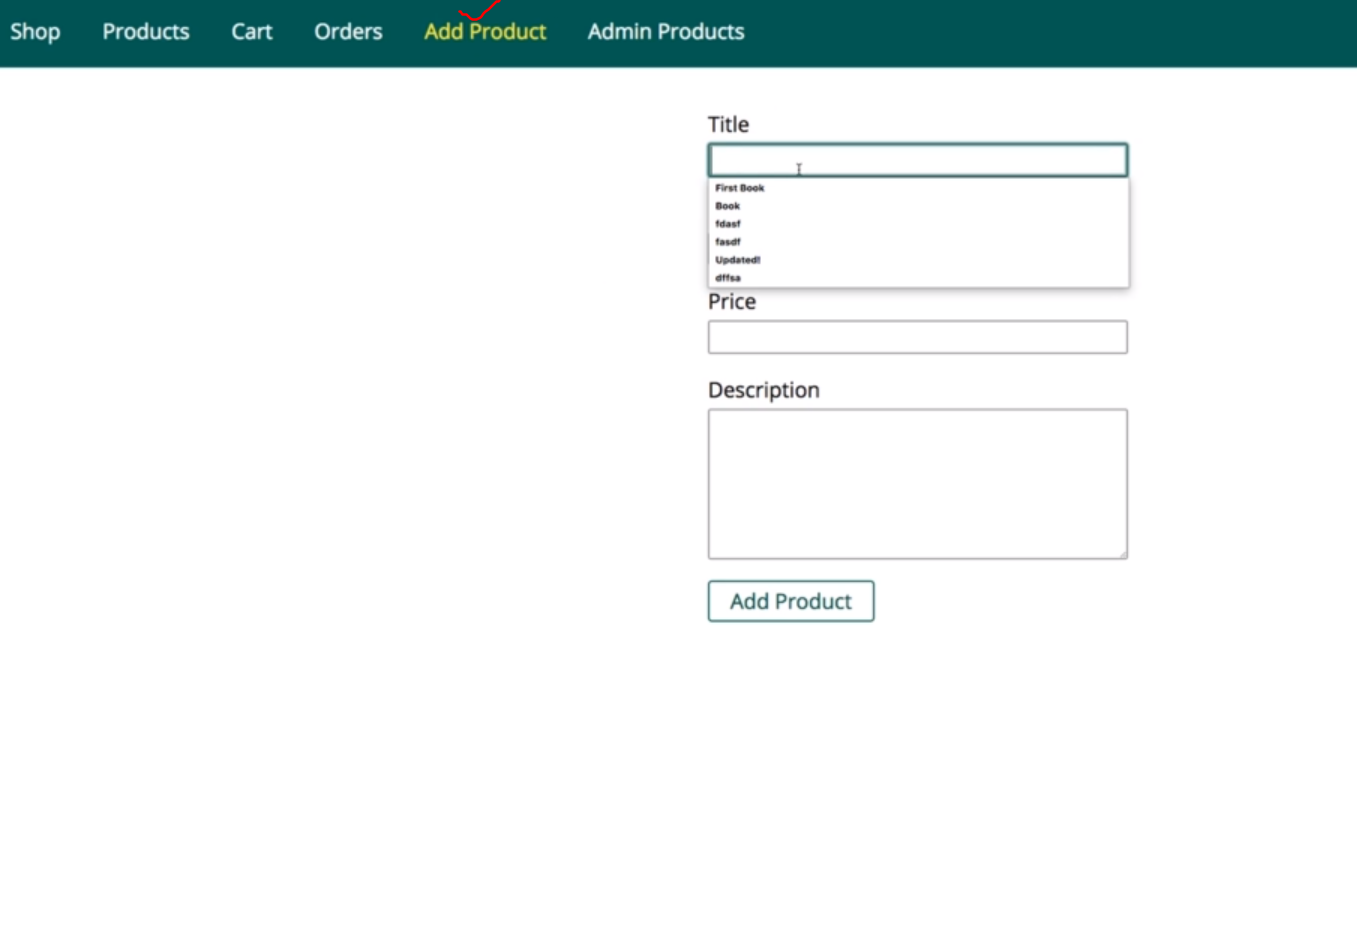 Shop Products Cart Orders Add Product Admin Products
Title
First Book
Book
fdasf
fasdf
Updated!
dffsa
Price
Description
Add Product